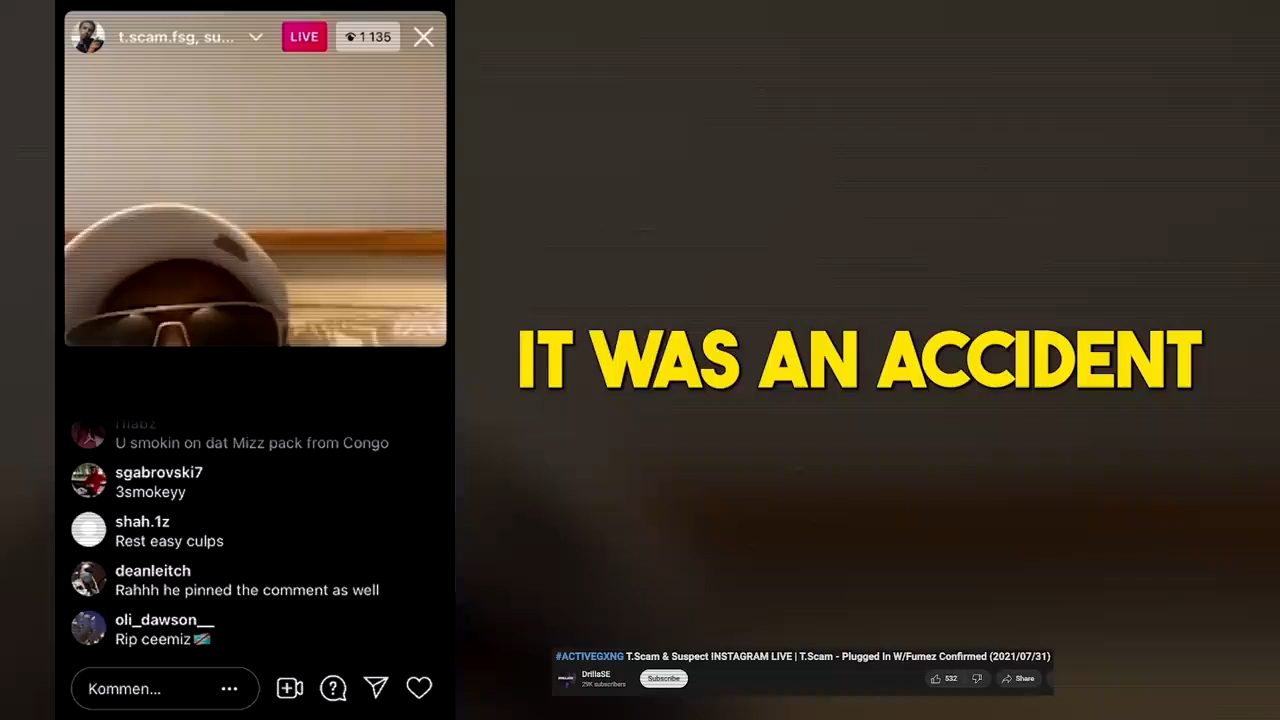 t.scam.fsg, su...
LIVE
1 135
IT WAS AN ACCIDENT
U smokin on dat Mizz pack from Congo
sgabrovski7
3smokeyy
shah.1z
Rest easy culps
deanleitch
Rahhh he pinned the comment as well
oli_dawson__
Rip ceemiz
Kommen...
#ACTIVEGXNG T.Scam & Suspect INSTAGRAM LIVE | T.Scam - Plugged In W/Fumez Confirmed (2021/07/31)
DrillaSE
29K subscribers
Subscribe
532
Share